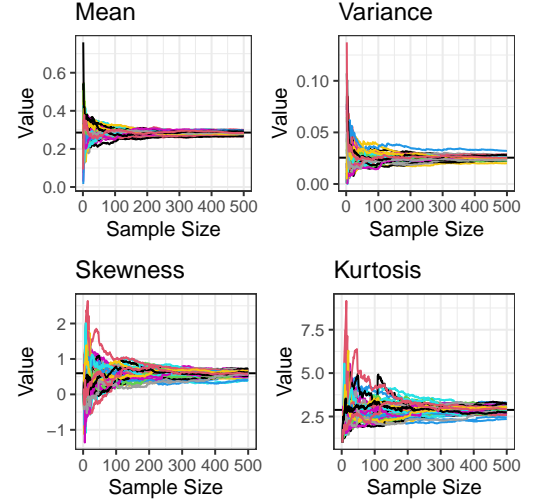 Mean
Variance
Value
0.6
0.4
0.2
0.0
0 100 200 300 400 500
Sample Size
Value
0.10
0.05
0.00
0 100 200 300 400 500
Sample Size
Skewness
Kurtosis
Value
2
1
0
−1
0 100 200 300 400 500
Sample Size
Value
7.5
5.0
2.5
0 100 200 300 400 500
Sample Size